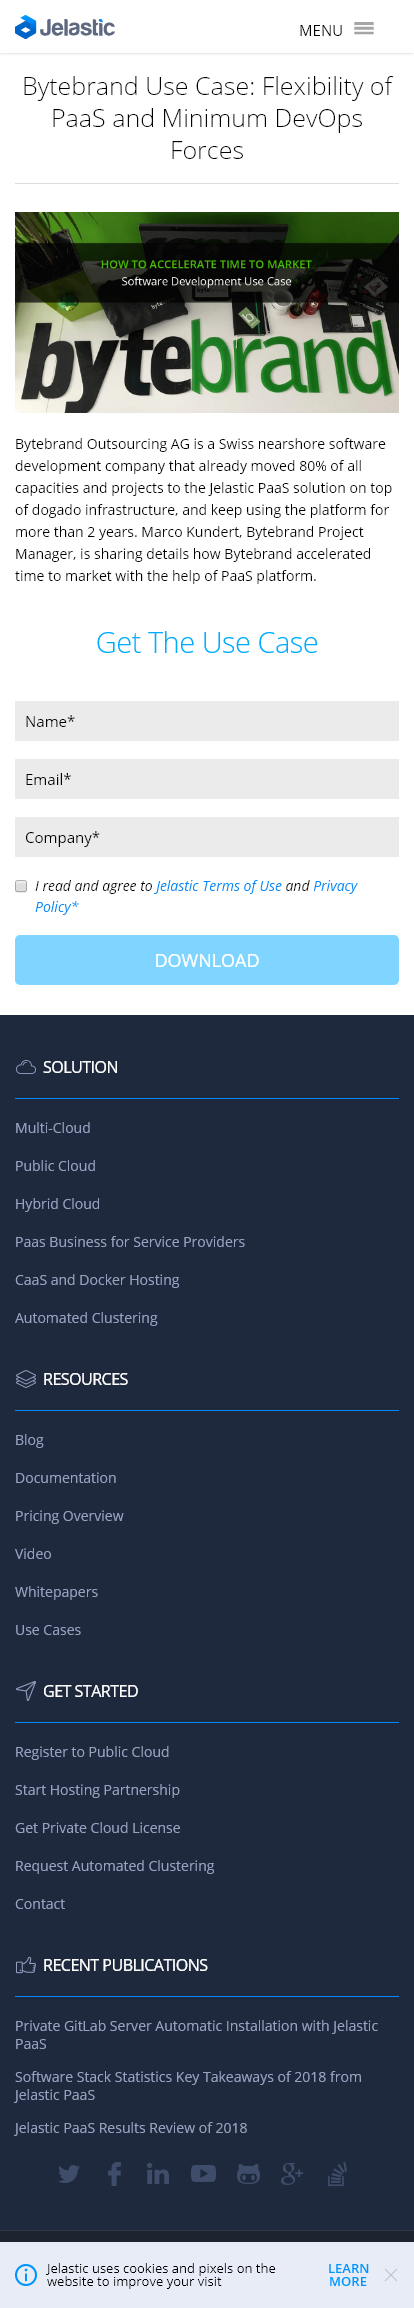 Jelastic
MENU
Bytebrand Use Case: Flexibility of
PaaS and Minimum DevOps
Forces
HOW TO ACCELERATE TIME TO MARKET
Software Development Use Case
bytebrand
Bytebrand Outsourcing AG is a Swiss nearshore software
development company that already moved 80% of all
capacities and projects to the Jelastic PaaS solution on top
of dogado infrastructure, and keep using the platform for
more than 2 years. Marco Kundert, Bytebrand Project
Manager, is sharing details how Bytebrand accelerated
time to market with the help of PaaS platform.
Get The Use Case
Name*
Email*
Company*
I read and agree to Jelastic Terms of Use and Privacy
Policy*
DOWNLOAD
SOLUTION
Multi-Cloud
Public Cloud
Hybrid Cloud
Paas Business for Service Providers
CaaS and Docker Hosting
Automated Clustering
RESOURCES
Blog
Documentation
Pricing Overview
Video
Whitepapers
Use Cases
GET STARTED
Register to Public Cloud
Start Hosting Partnership
Get Private Cloud License
Request Automated Clustering
Contact
RECENT PUBLICATIONS
Private GitLab Server Automatic Installation with Jelastic
PaaS
Software Stack Statistics Key Takeaways of 2018 from
Jelastic PaaS
Jelastic PaaS Results Review of 2018
Jelastic uses cookies and pixels on the
website to improve your visit
LEARN
MORE